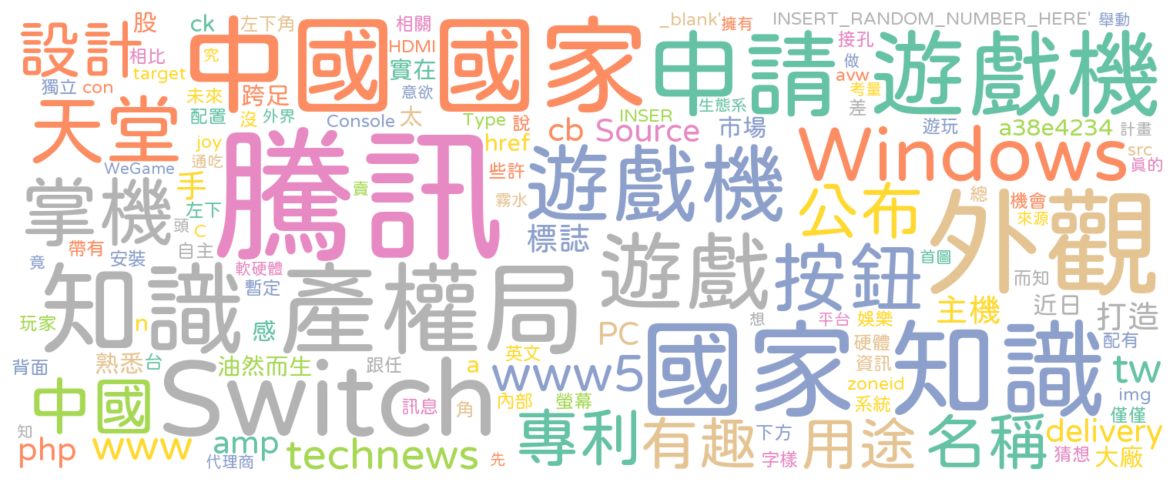 設計
股
ck
左下角
中國國家
相關
HDMI
_blank'
擁有
INSERT_RANDOM_NUMBER_HERE'
舉動
相比
target
究
實在
意欲
申請
接孔
做
avw
考量
差
遊戲機
獨立
con
未來
配置
跨足
沒
外界
Console
太
Type
說
href
INSER
cb
Source
生態系
市場
遊玩
a38e4234
計畫
src
真的
天堂
joy
通吃
WeGame
騰訊
賣
些許
遊戲機
Windows
機會
來源
總
掌機
手
左下
C
頭
自主
帶有
竟
安裝
霧水
標誌
公布
外觀
首圖
而知
軟硬體
暫定
知識產權局
遊戲
按鈕
主機
近日
打造
想
平台
娛樂
玩家
n
感
PC
硬體
資訊
配有
tw
背面
熟悉
台
油然而生
跟任
a
英文
www5
國家知識
zoneid
系統
img
僅僅
中國
Switch
訊息
角
內部
螢幕
知
php
www
amp
代理商
technews
先
專利
有趣
下方
字樣
用途
名稱
delivery
猜想
大廠